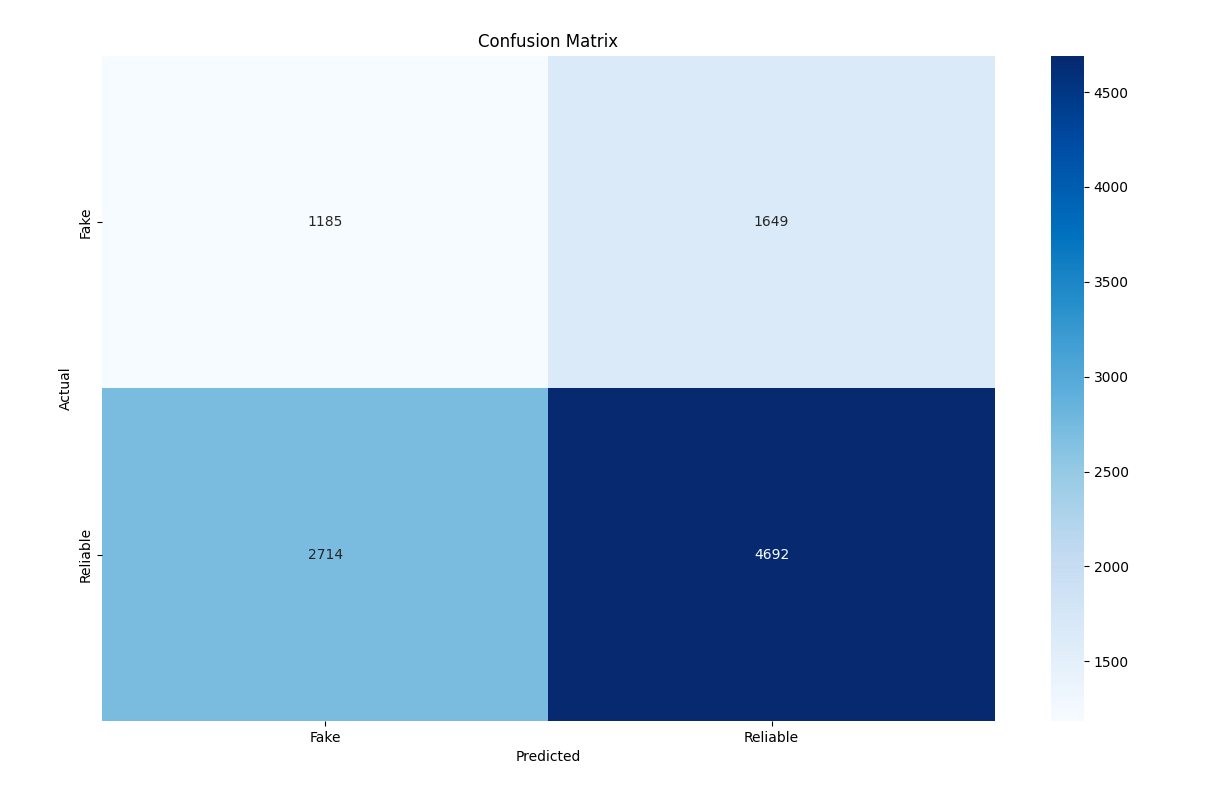 Confusion Matrix
Actual
Fake
1185
1649
Reliable
2714
4692
Fake
Reliable
Predicted
4500
4000
3500
3000
2500
2000
1500